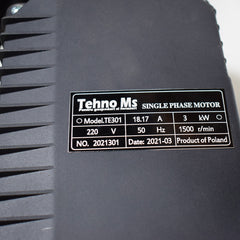 Tehno Ms SINGLE PHASE MOTOR
Model.TE301 18.17 A 3 kW
220 V 50 Hz 1500 r/min
NO. 2021301 Date: 2021-03 Product of Poland